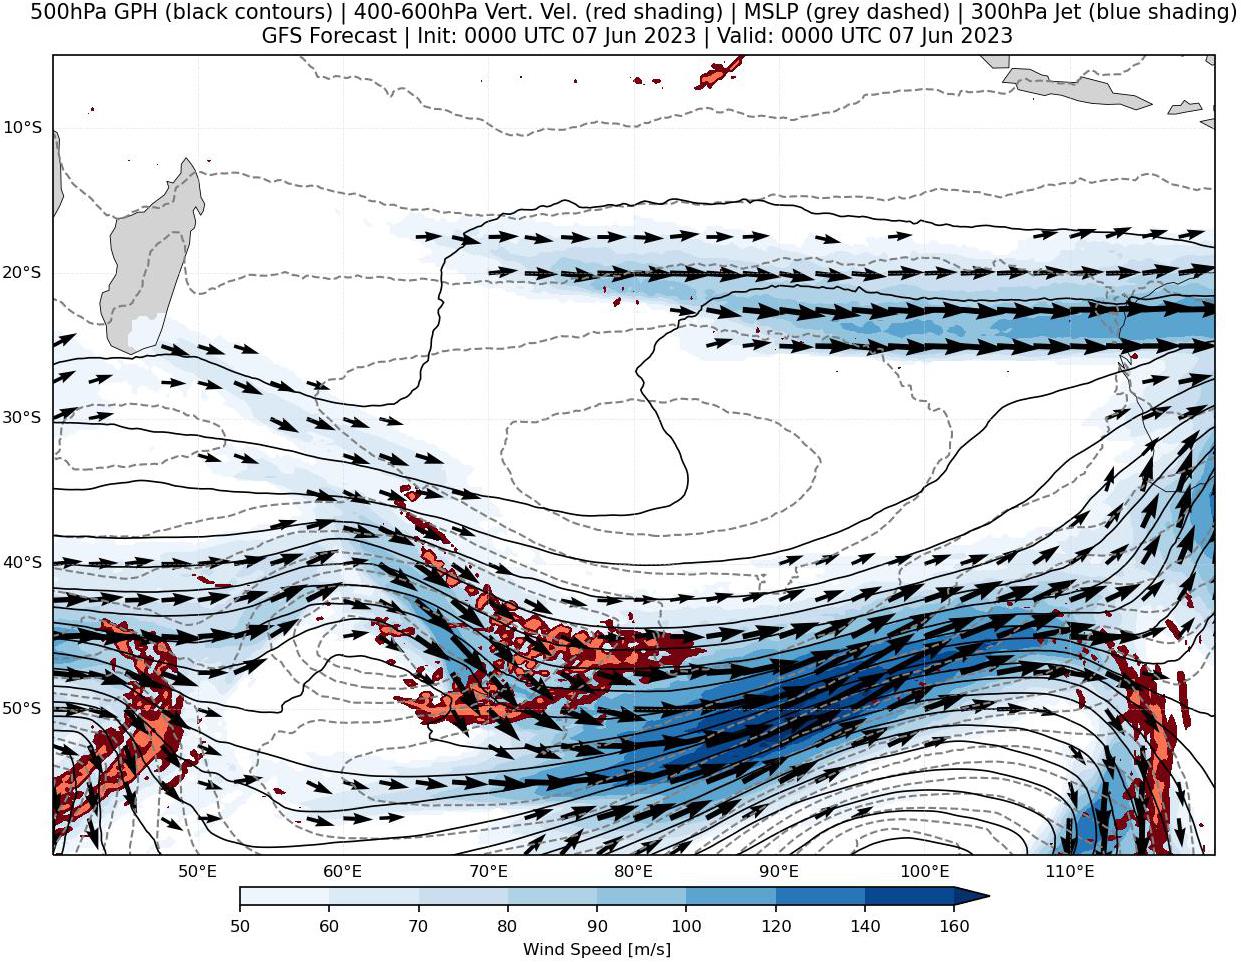 500hPa GPH (black contours) | 400-600hPa Vert. Vel. (red shading) | MSLP (grey dashed) | 300hPa Jet (blue shading)
GFS Forecast | Init: 0000 UTC 07 Jun 2023 | Valid: 0000 UTC 07 Jun 2023
10°S
20°S
30°S
40°S
50°S
50°E 60°E 70°E 80°E 90°E 100°E 110°E
50 60 70 80 90 100 120 140 160
Wind Speed [m/s]